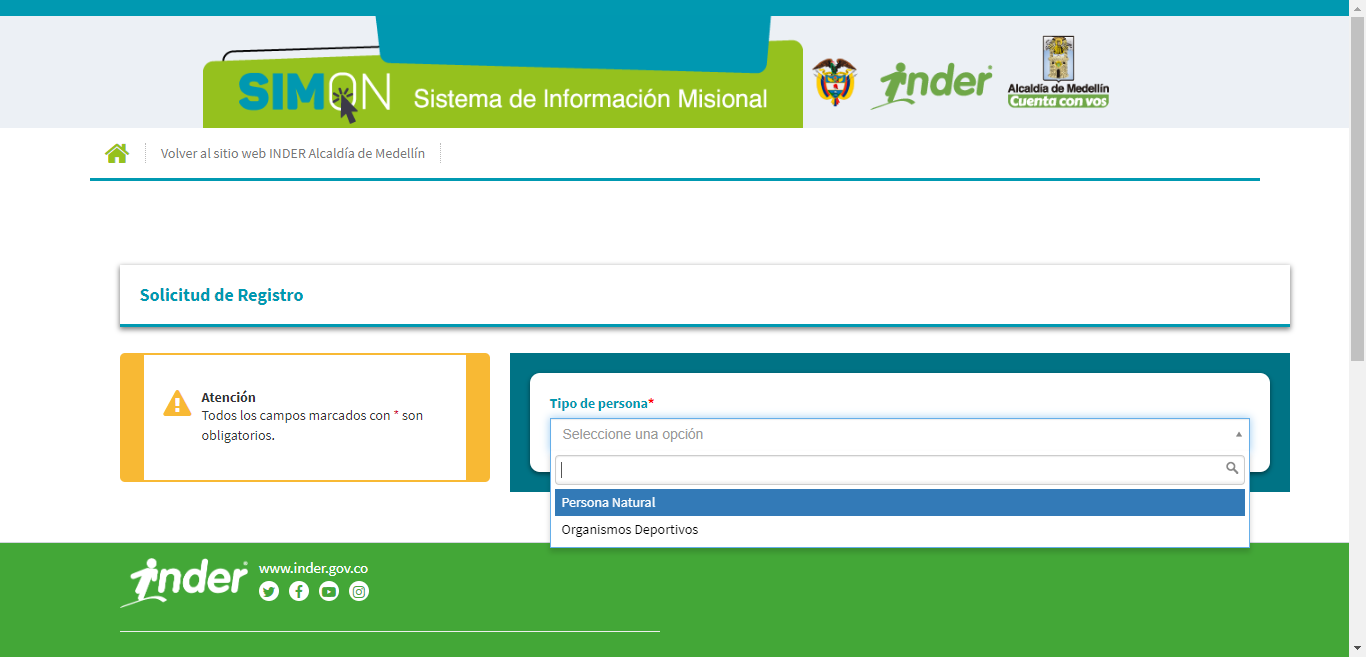 SIMON Sistema de Información Misional
inder
Alcaldía de Medellín
Cuenta con vos
Volver al sitio web INDER Alcaldía de Medellín
Solicitud de Registro
Atención
Todos los campos marcados con * son
obligatorios.
Tipo de persona*
Seleccione una opción
Persona Natural
Organismos Deportivos
inder
www.inder.gov.co